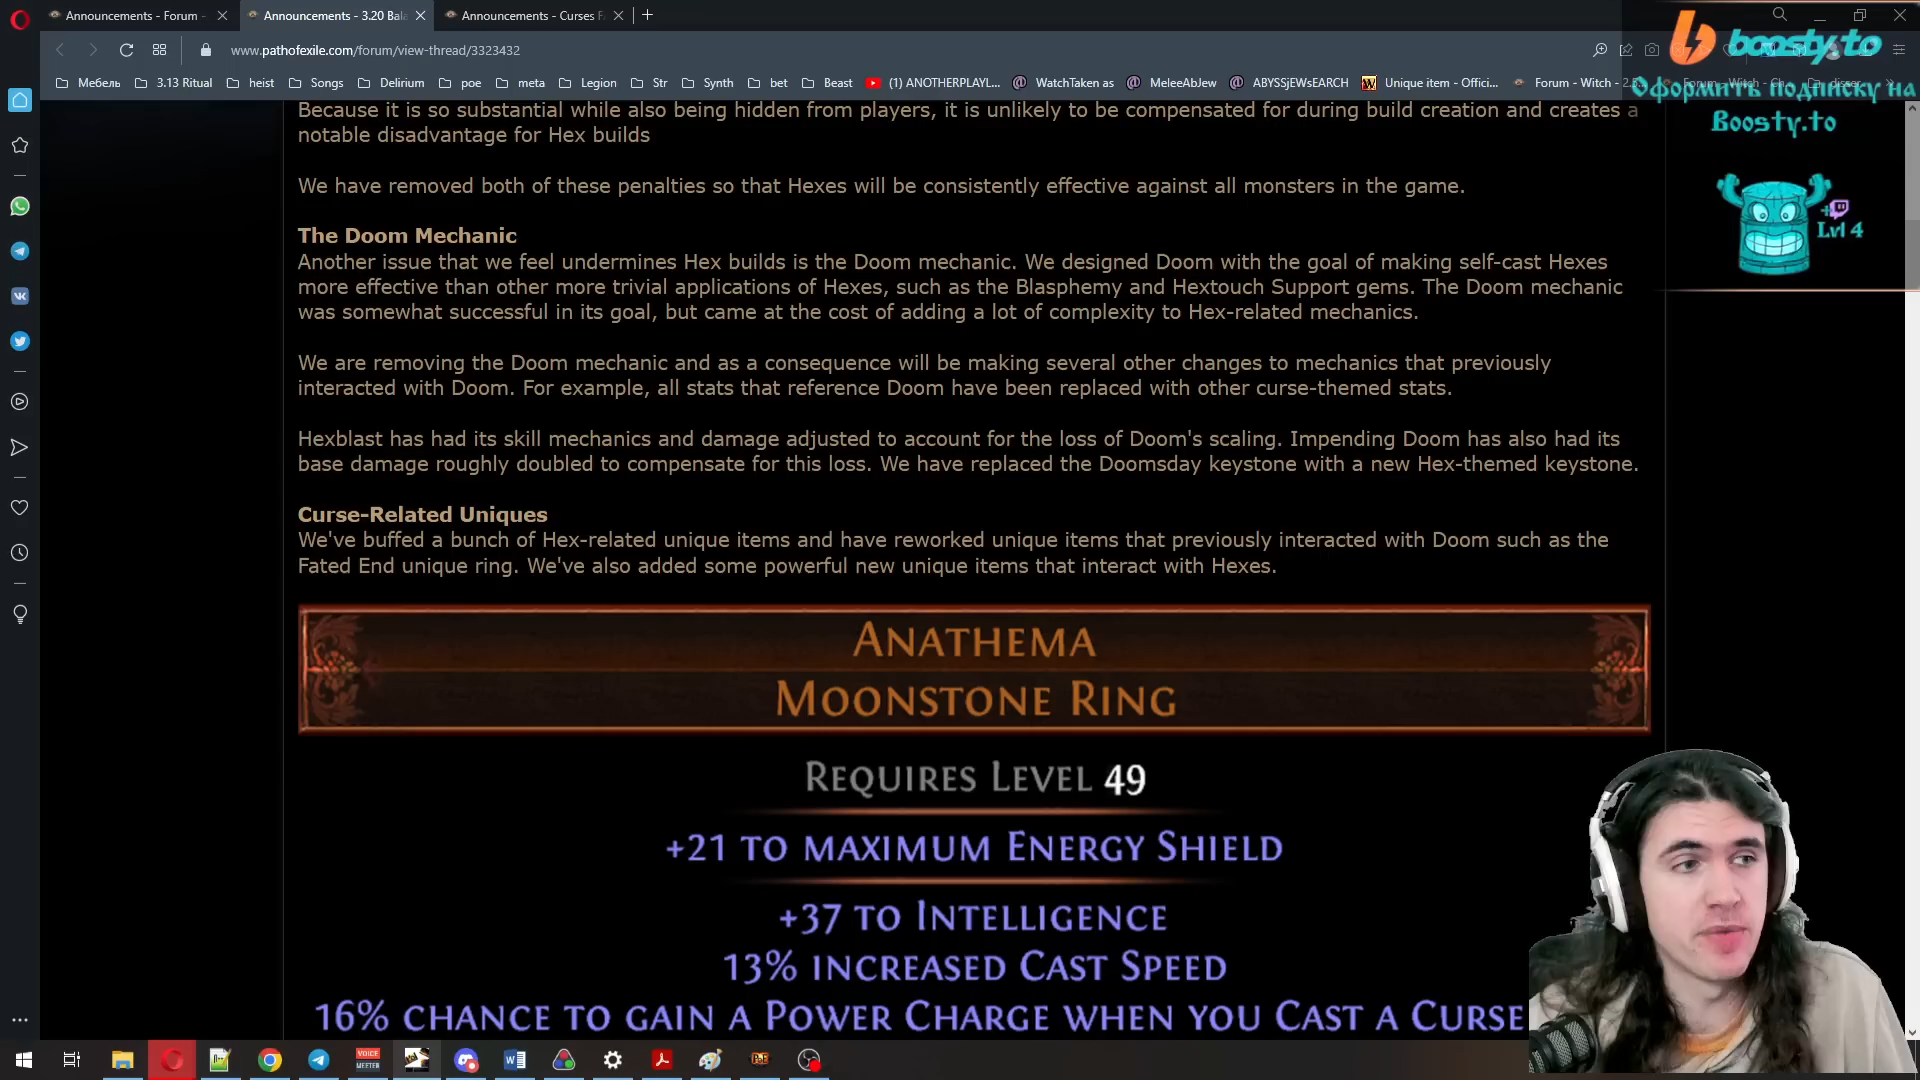 Announcements - Forum -
Announcements - 3.20 Bala
Announcements - Curses F
www.pathofexile.com/forum/view-thread/3323432
Мебель
3.13 Ritual
heist
Songs
Delirium
poe
meta
Legion
Str
Synth
bet
Beast
(1) ANOTHERPLAYL...
WatchTaken as
MeleeAbJew
ABYSSjEWsEARCH
Unique item - Offici...
Forum - Witch - 2.
boosty.to
Оформить подписку на
Boosty.to
Lvl 4
Because it is so substantial while also being hidden from players, it is unlikely to be compensated for during build creation and creates a
notable disadvantage for Hex builds
We have removed both of these penalties so that Hexes will be consistently effective against all monsters in the game.
The Doom Mechanic
Another issue that we feel undermines Hex builds is the Doom mechanic. We designed Doom with the goal of making self-cast Hexes
more effective than other more trivial applications of Hexes, such as the Blasphemy and Hextouch Support gems. The Doom mechanic
was somewhat successful in its goal, but came at the cost of adding a lot of complexity to Hex-related mechanics.
We are removing the Doom mechanic and as a consequence will be making several other changes to mechanics that previously
interacted with Doom. For example, all stats that reference Doom have been replaced with other curse-themed stats.
Hexblast has had its skill mechanics and damage adjusted to account for the loss of Doom's scaling. Impending Doom has also had its
base damage roughly doubled to compensate for this loss. We have replaced the Doomsday keystone with a new Hex-themed keystone.
Curse-Related Uniques
We've buffed a bunch of Hex-related unique items and have reworked unique items that previously interacted with Doom such as the
Fated End unique ring. We've also added some powerful new unique items that interact with Hexes.
Anathema
Moonstone Ring
Requires Level 49
+21 to maximum Energy Shield
+37 to Intelligence
13% increased Cast Speed
16% chance to gain a Power Charge when you Cast a Curse
VOICE
MEETER
PoE